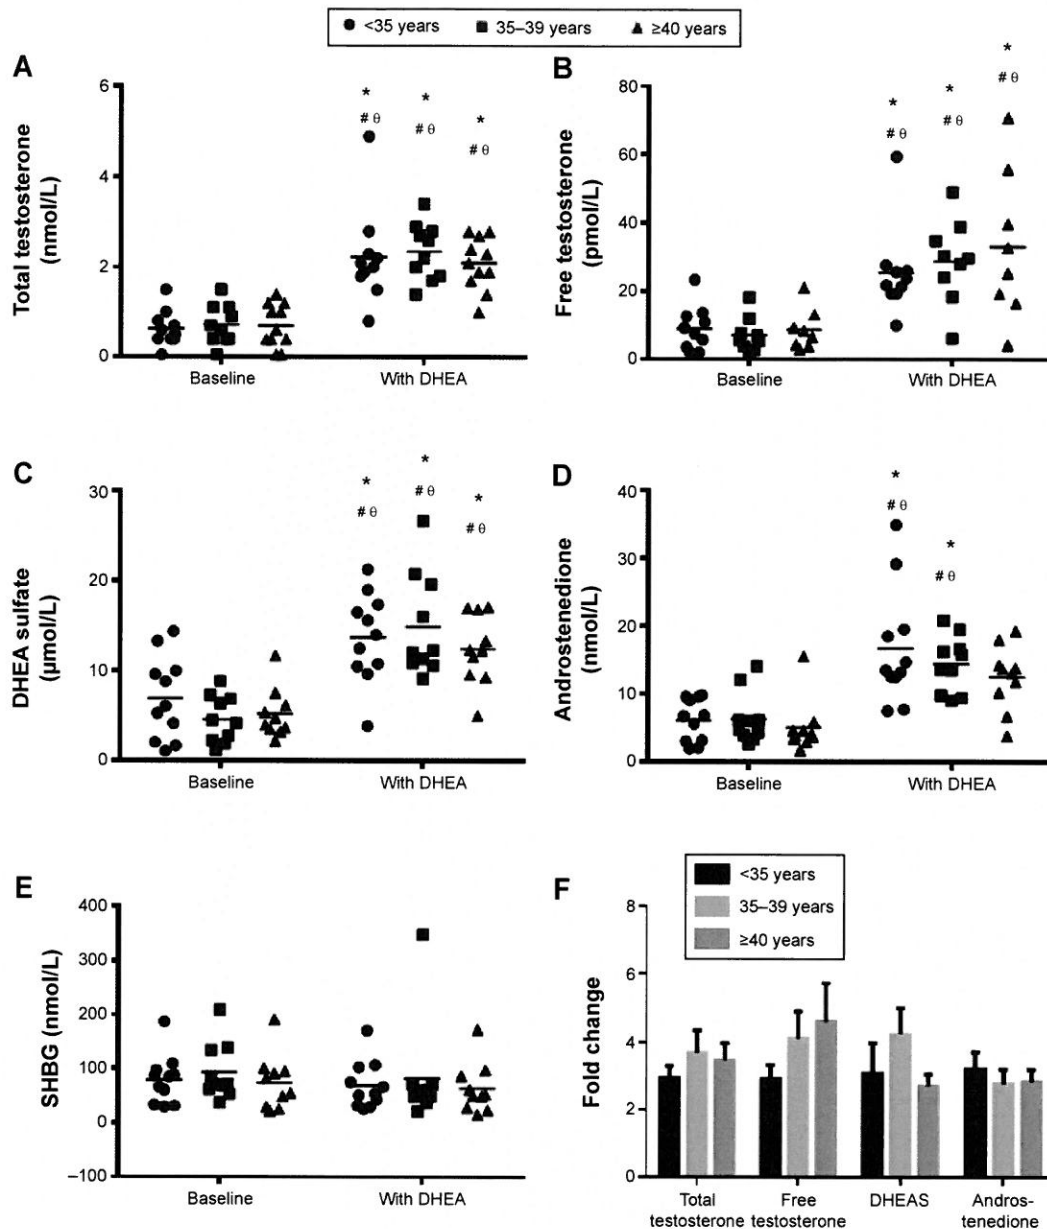 <35 years 35–39 years ≥40 years
A
Total testosterone
(nmol/L)
6
4
2
0
*
# θ
*
# θ
*
# θ
Baseline With DHEA
B
Free testosterone
(pmol/L)
80
60
40
20
0
*
# θ
*
# θ
*
# θ
Baseline With DHEA
C
DHEA sulfate
(μmol/L)
30
20
10
0
*
# θ
*
# θ
*
# θ
Baseline With DHEA
D
Androstenedione
(nmol/L)
40
30
20
10
0
*
# θ
*
# θ
Baseline With DHEA
E
SHBG (nmol/L)
400
300
200
100
0
–100
Baseline With DHEA
F
<35 years
35–39 years
≥40 years
Fold change
8
6
4
2
0
Total
testosterone
Free
testosterone
DHEAS
Andros-
tenedione